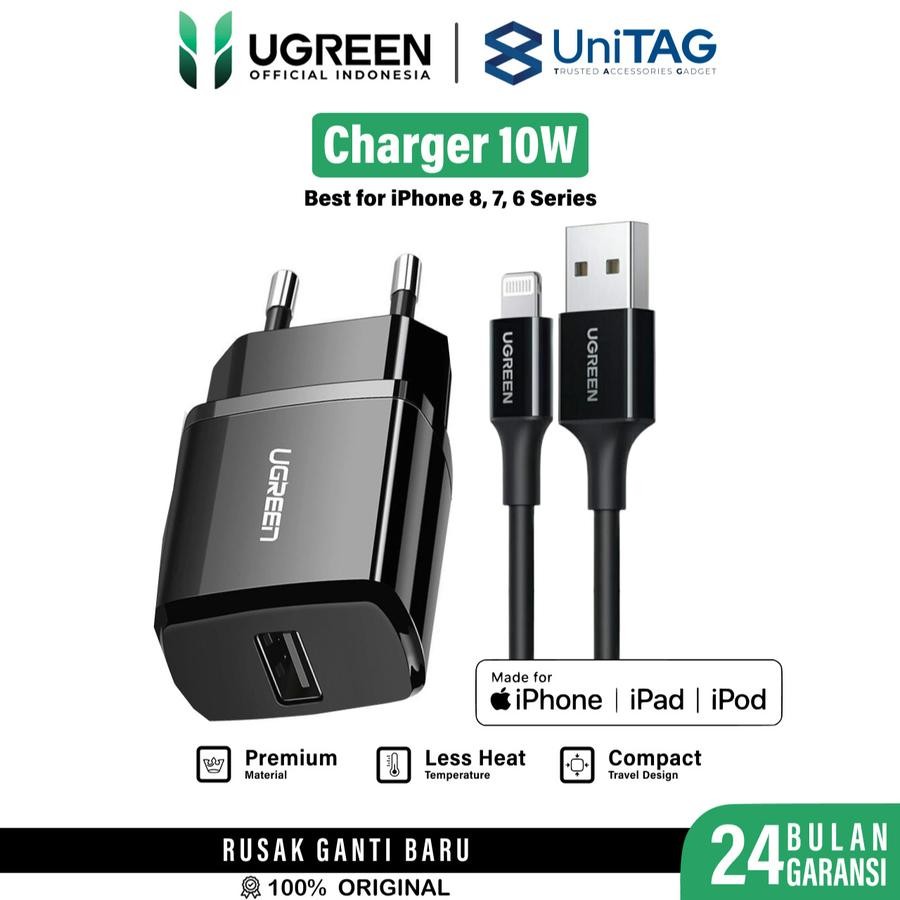 UGREEN
OFFICIAL INDONESIA
UniTAG
TRUSTED ACCESSORIES GADGET
Charger 10W
Best for iPhone 8, 7, 6 Series
UGREEN
UGREEN
UGREEN
Made for
iPhone | iPad | iPod
Premium
Material
Less Heat
Temperature
Compact
Travel Design
RUSAK GANTI BARU
100% ORIGINAL
24 BULAN
GARANSI